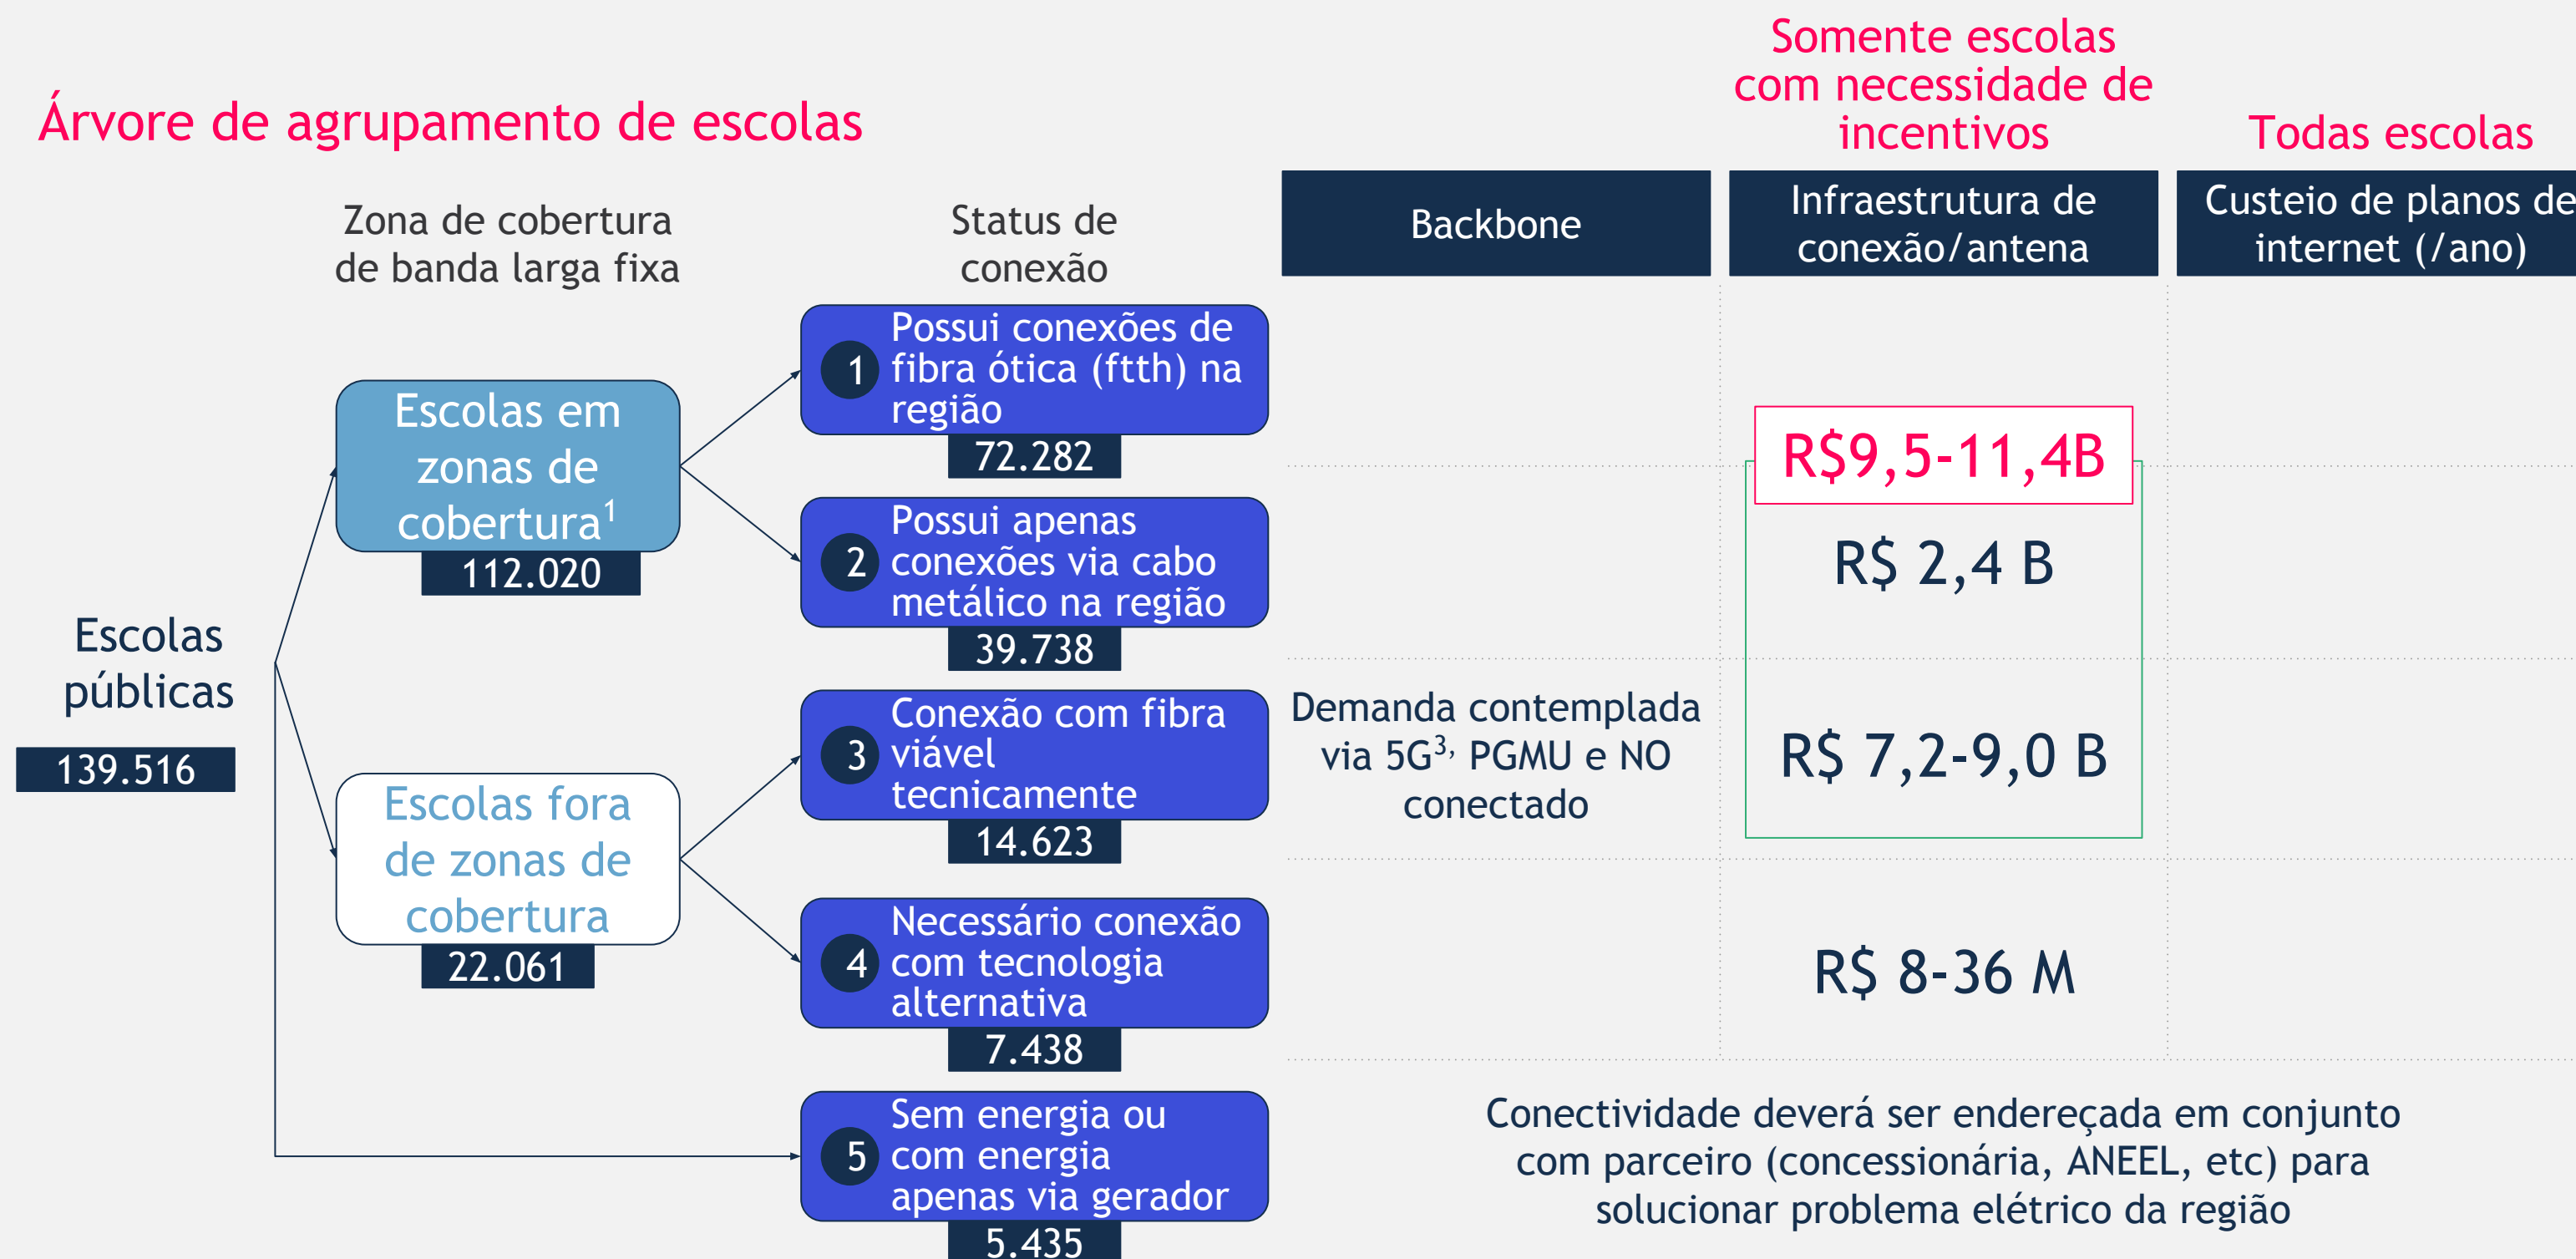 Árvore de agrupamento de escolas
Somente escolas
com necessidade de
incentivos
Todas escolas
Zona de cobertura
de banda larga fixa
Status de
conexão
Backbone
Infraestrutura de
conexão/antena
Custeio de planos de
internet (/ano)
Escolas
públicas
139.516
Escolas em
zonas de
cobertura¹
112.020
Escolas fora
de zonas de
cobertura
22.061
1
Possui conexões de
fibra ótica (ftth) na
região
72.282
2
Possui apenas
conexões via cabo
metálico na região
39.738
3
Conexão com fibra
viável
tecnicamente
14.623
4
Necessário conexão
com tecnologia
alternativa
7.438
5
Sem energia ou
com energia
apenas via gerador
5.435
Demanda contemplada
via 5G³, PGMU e NO
conectado
R$9,5-11,4B
R$ 2,4 B
R$ 7,2-9,0 B
R$ 8-36 M
Conectividade deverá ser endereçada em conjunto
com parceiro (concessionária, ANEEL, etc) para
solucionar problema elétrico da região